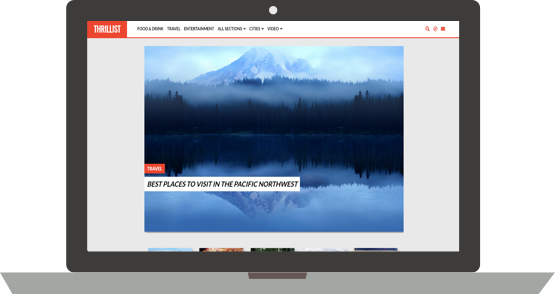 THRILLIST FOOD & DRINK TRAVEL ENTERTAINMENT ALL SECTIONS CITIES VIDEO
TRAVEL
BEST PLACES TO VISIT IN THE PACIFIC NORTHWEST